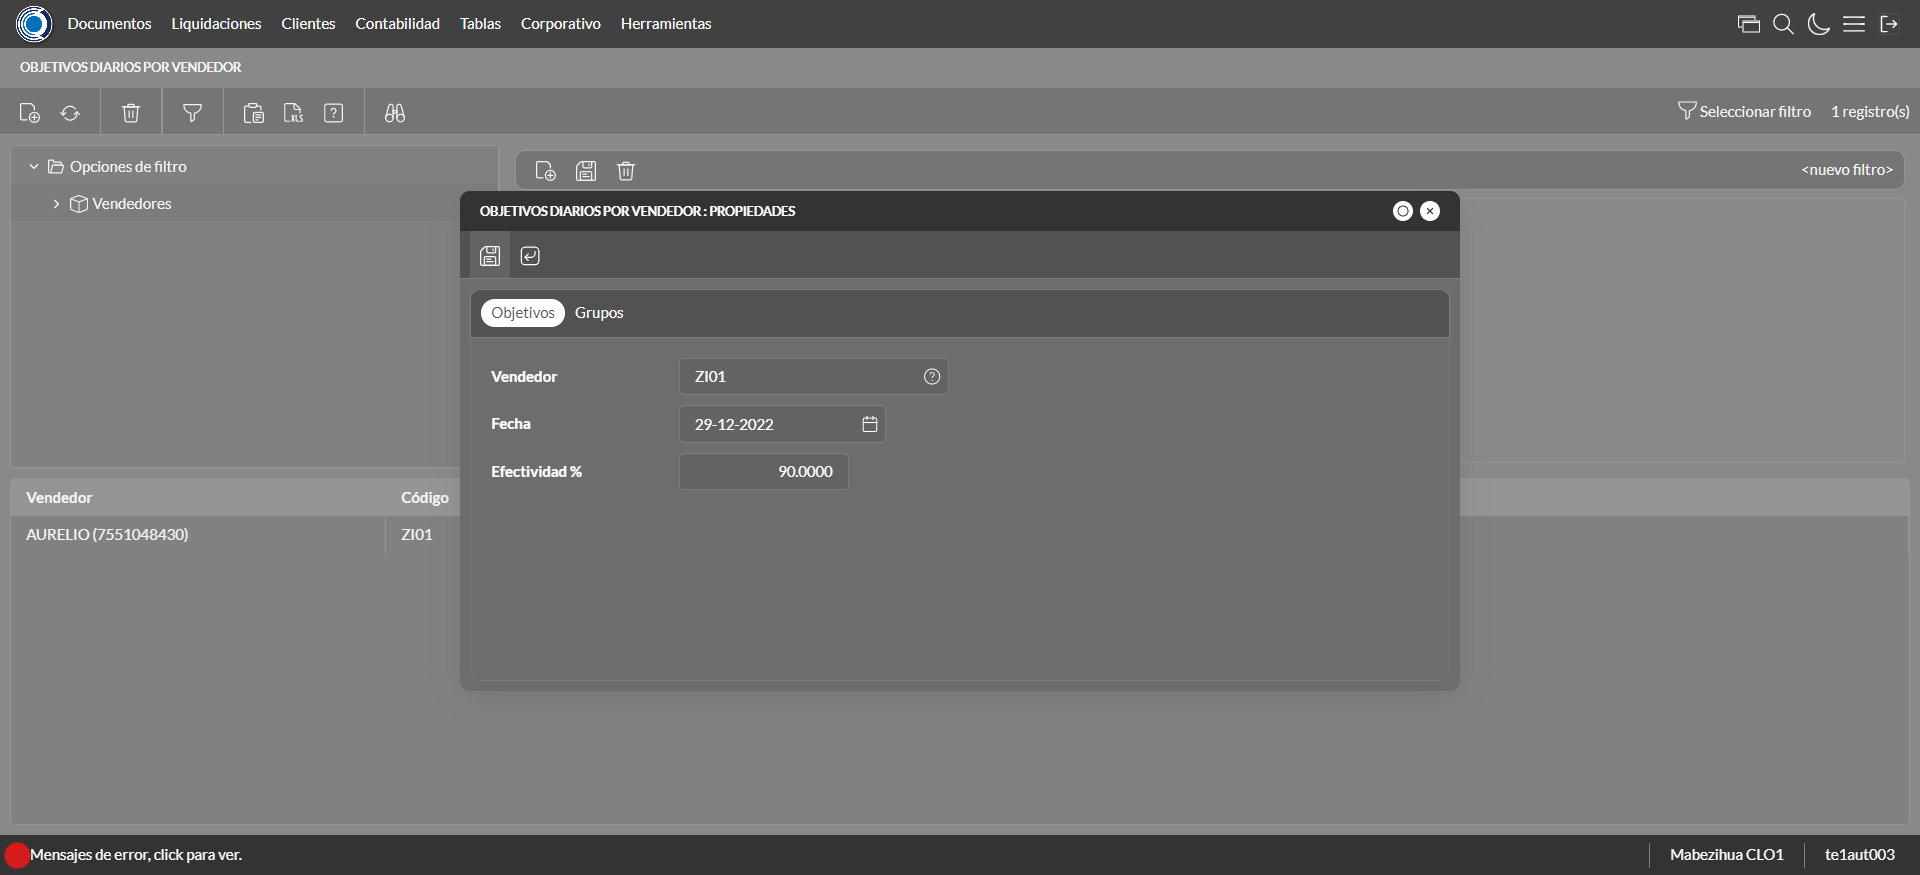 Documentos Liquidaciones Clientes Contabilidad Tablas Corporativo Herramientas
OBJETIVOS DIARIOS POR VENDEDOR
XLS
Seleccionar filtro 1 registro(s)
Opciones de filtro
<nuevo filtro>
Vendedores
OBJETIVOS DIARIOS POR VENDEDOR : PROPIEDADES
Objetivos Grupos
Vendedor ZI01
Fecha 29-12-2022
Efectividad % 90.0000
Vendedor Código
AURELIO (7551048430) ZI01
Mensajes de error, click para ver.
Mabezihua CLO1 te1aut003